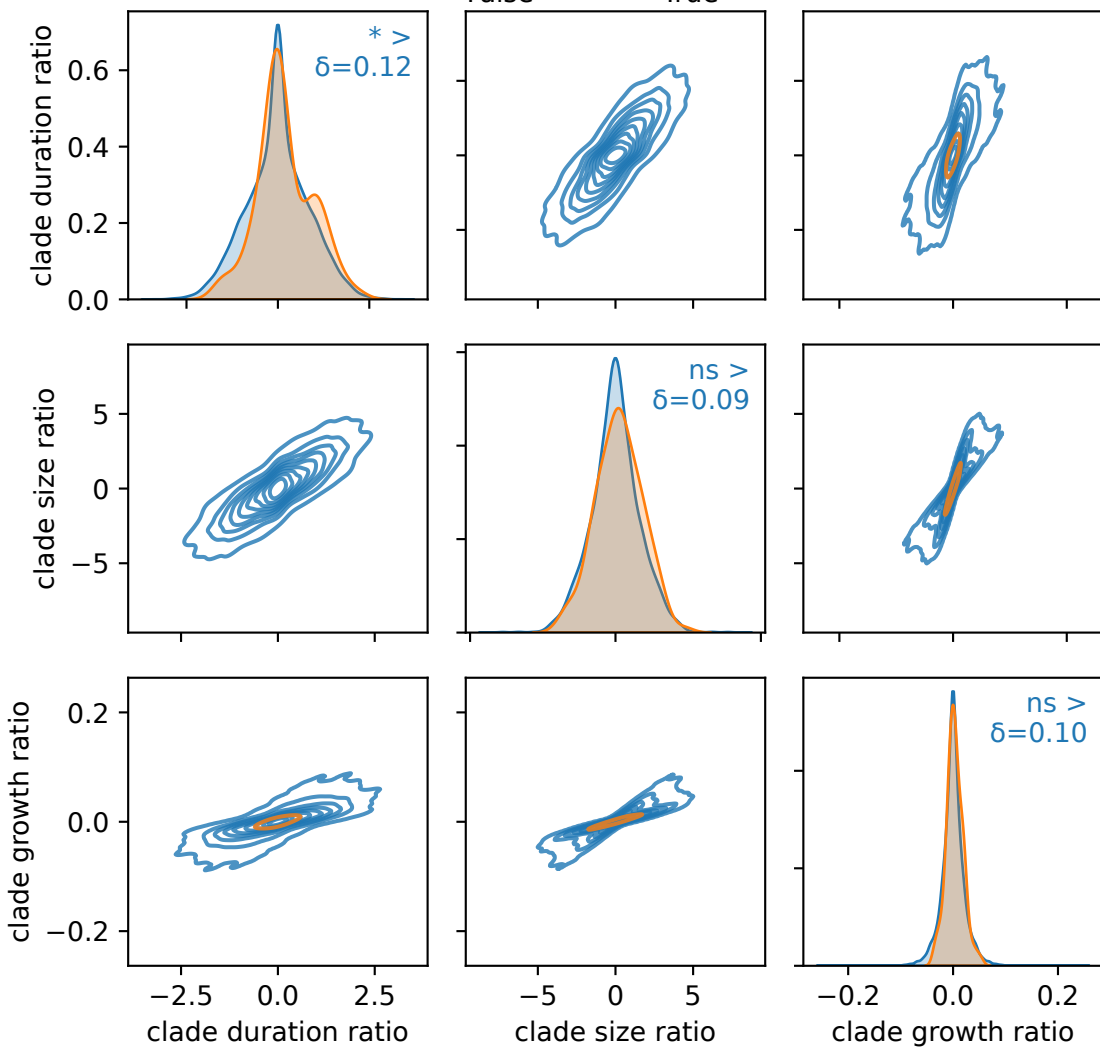 clade duration ratio
0.6
0.4
0.2
0.0
* >
δ=0.12
clade size ratio
5
0
−5
ns >
δ=0.09
clade growth ratio
0.2
0.0
−0.2
ns >
δ=0.10
−2.5 0.0 2.5
−5 0 5
−0.2 0.0 0.2
clade duration ratio
clade size ratio
clade growth ratio